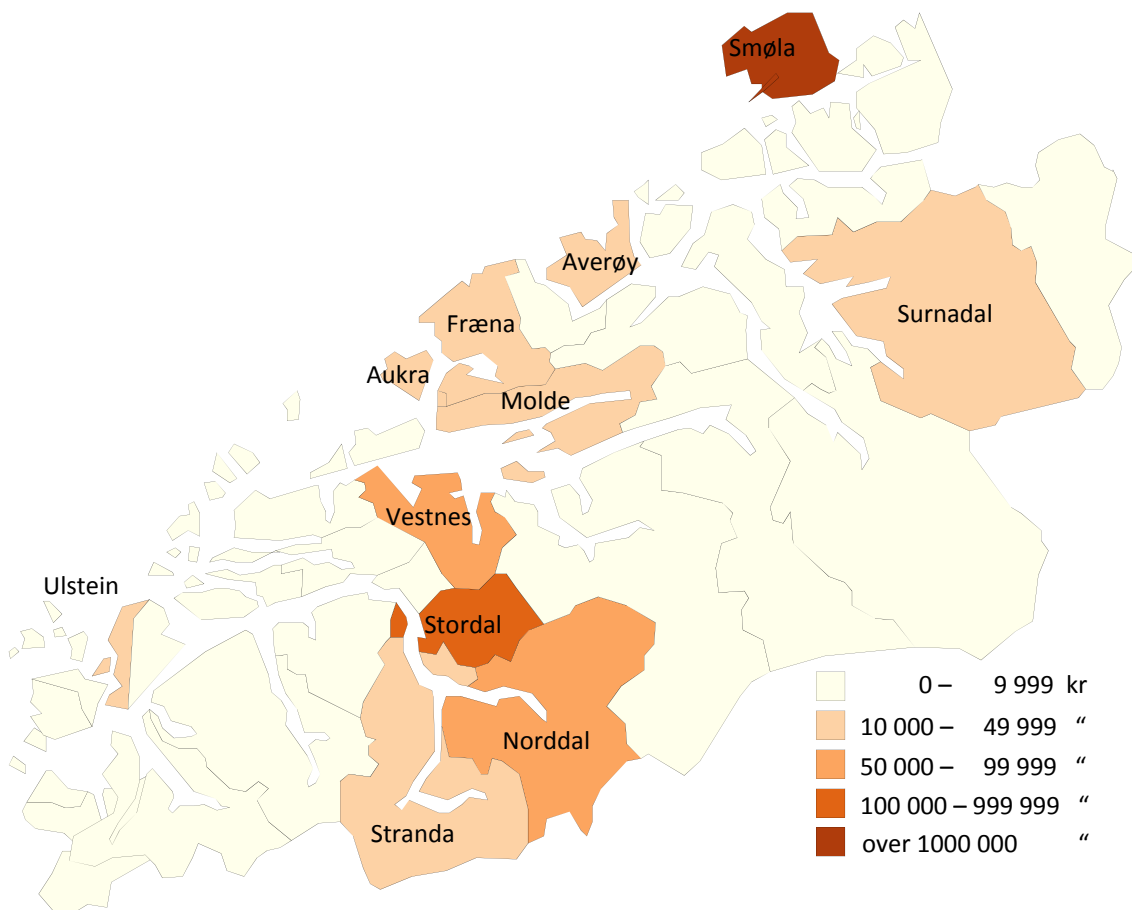 Smøla
Averøy
Surnadal
Fræna
Aukra
Molde
Vestnes
Ulstein
Stordal
Norddal
Stranda
0 – 9 999 kr
10 000 – 49 999 “
50 000 – 99 999 “
100 000 – 999 999 “
over 1000 000 “